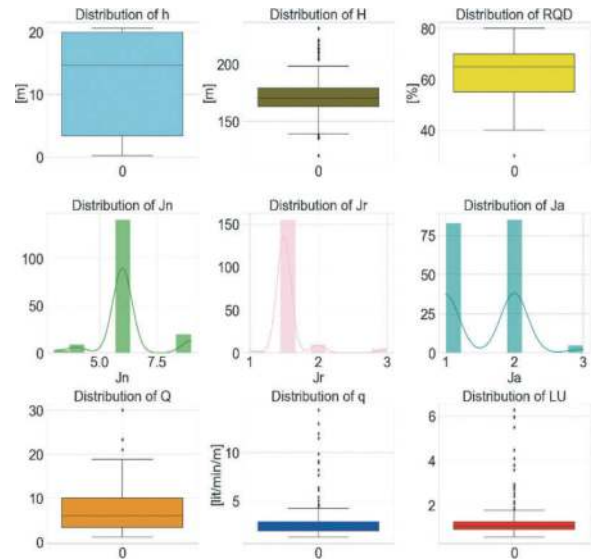 Distribution of h
Distribution of H
Distribution of RQD
20
10
0
[m]
0
200
150
[m]
0
80
60
40
[%]
0
Distribution of Jn
Distribution of Jr
Distribution of Ja
100
50
0
5.0
7.5
Jn
150
100
50
0
1
2
3
Jr
75
50
25
0
1
2
3
Ja
Distribution of Q
Distribution of q
Distribution of LU
30
20
10
0
0
10
5
[lit/min/m]
0
6
4
2
0